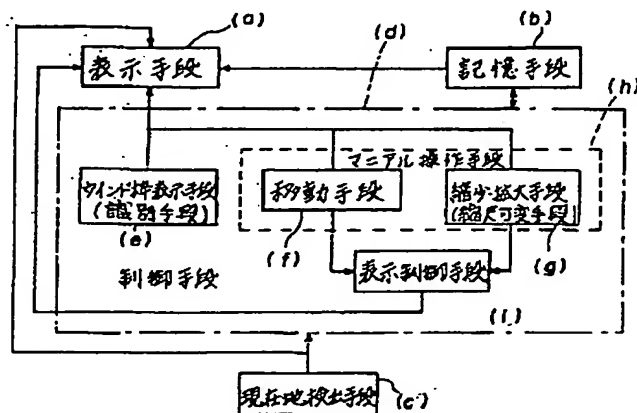 (a)
(b)
(d)
(h)
表示手段
記憶手段
マニアル操作手段
ウインド枠表示手段
(識別手段)
(e)
移動手段
(f)
縮少拡大手段
(縮尺可変手段)
(g)
制御手段
表示制御手段
(i)
現在地検出手段
(c)